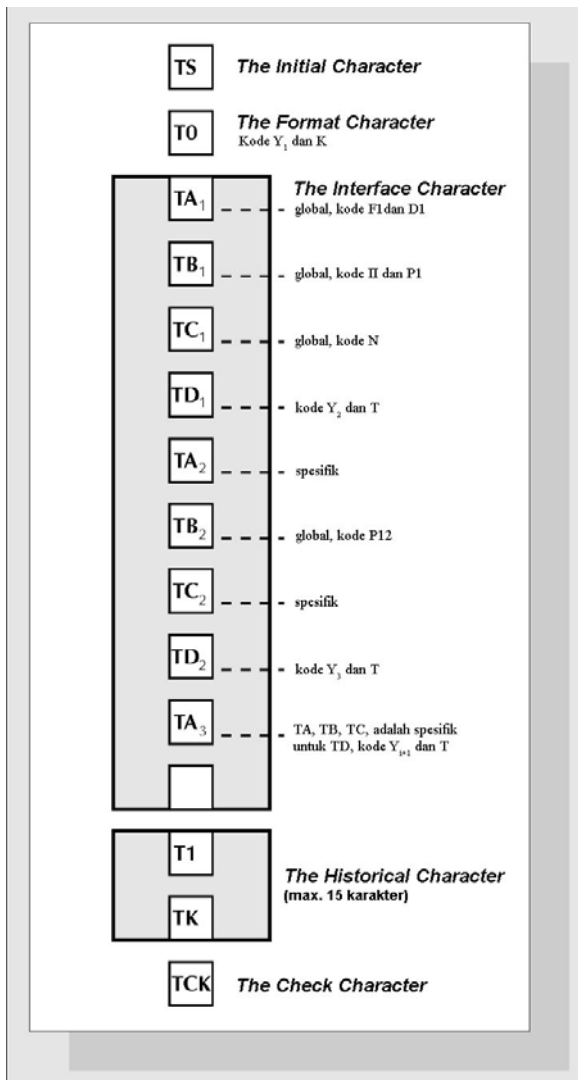 TS The Initial Character
T0 The Format Character
Kode Y₁ dan K
The Interface Character
TA₁ global, kode F1dan D1
TB₁ global, kode II dan P1
TC₁ global, kode N
TD₁ kode Y₂ dan T
TA₂ spesifik
TB₂ global, kode P12
TC₂ spesifik
TD₂ kode Y₃ dan T
TA₃ TA, TB, TC, adalah spesifik
untuk TD, kode Yᵢ₊₁ dan T
T1
The Historical Character
(max. 15 karakter)
TK
TCK The Check Character